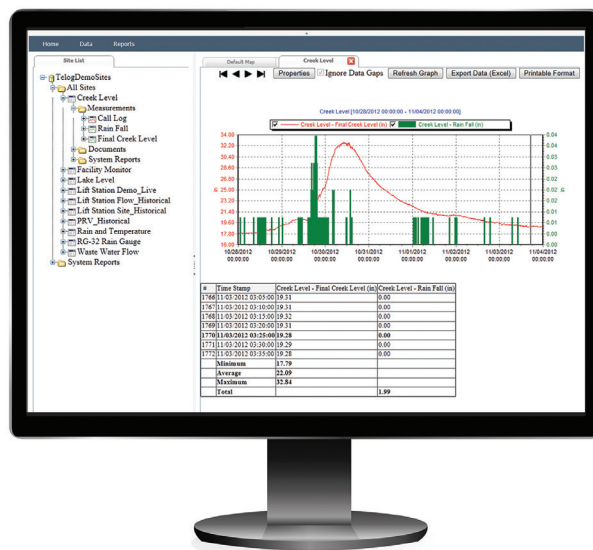 Home Data Reports
Site List
TelogDemoSites
All Sites
Creek Level
Measurements
Call Log
Rain Fall
Final Creek Level
Documents
System Reports
Facility Monitor
Lake Level
Lift Station Demo_Live
Lift Station Flow_Historical
Lift Station Site_Historical
PRV_Historical
Rain and Temperature
RG-32 Rain Gauge
Waste Water Flow
System Reports
Default Map Creek Level
Properties Ignore Data Gaps Refresh Graph Export Data (Excel) Printable Format
Creek Level [10/28/2012 00:00:00 - 11/04/2012 00:00:00]
Creek Level - Final Creek Level (in) Creek Level - Rain Fall (in)
34.00 0.04
32.20 0.04
30.40 0.03
28.60 0.03
26.80 0.02
25.00 0.02
23.20 0.02
21.40 0.01
19.60 0.01
17.80 0.00
16.00 0.00
in in
10/28/2012 10/29/2012 10/30/2012 10/31/2012 11/01/2012 11/02/2012 11/03/2012 11/04/2012
00:00:00 00:00:00 00:00:00 00:00:00 00:00:00 00:00:00 00:00:00 00:00:00
# Time Stamp Creek Level - Final Creek Level (in) Creek Level - Rain Fall (in)
1766 11/03/2012 03:05:00 19.31 0.00
1767 11/03/2012 03:10:00 19.31 0.00
1768 11/03/2012 03:15:00 19.32 0.00
1769 11/03/2012 03:20:00 19.31 0.00
1770 11/03/2012 03:25:00 19.28 0.00
1771 11/03/2012 03:30:00 19.29 0.00
1772 11/03/2012 03:35:00 19.28 0.00
Minimum 17.79
Average 22.09
Maximum 32.84
Total 1.99